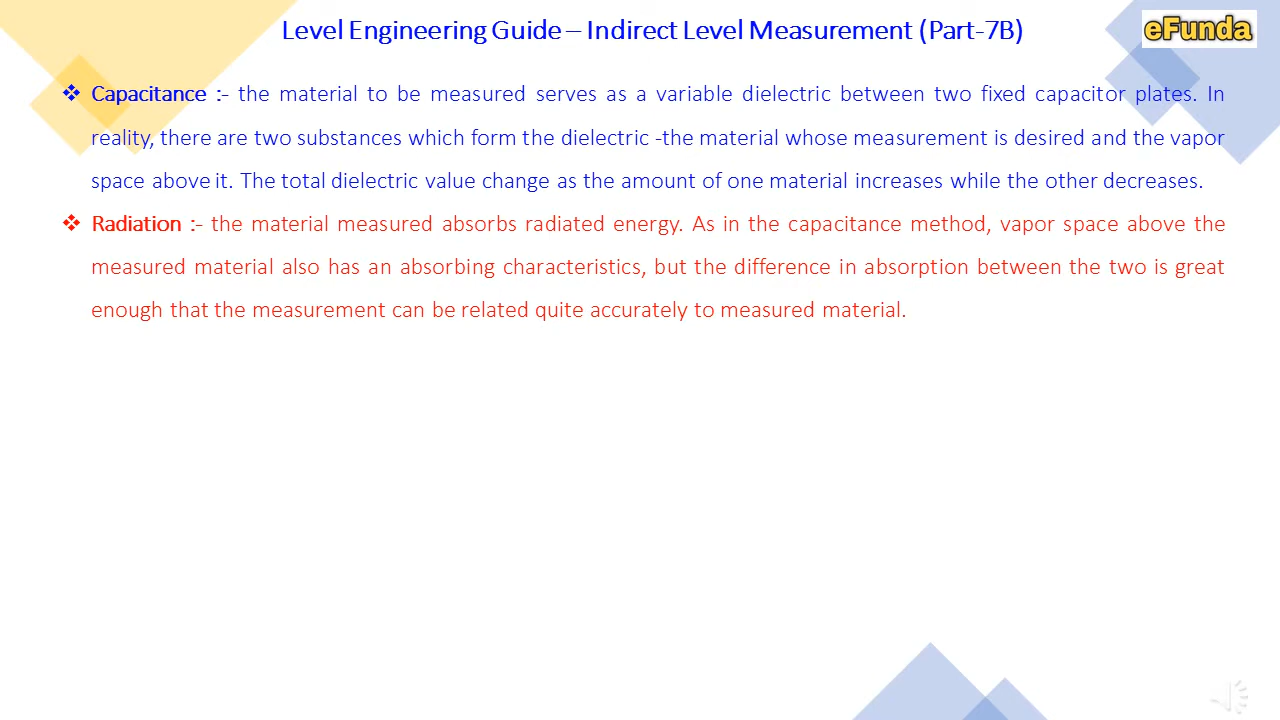 Level Engineering Guide – Indirect Level Measurement (Part-7B)
eFunda
❖ Capacitance :- the material to be measured serves as a variable dielectric between two fixed capacitor plates. In
reality, there are two substances which form the dielectric -the material whose measurement is desired and the vapor
space above it. The total dielectric value change as the amount of one material increases while the other decreases.
❖ Radiation :- the material measured absorbs radiated energy. As in the capacitance method, vapor space above the
measured material also has an absorbing characteristics, but the difference in absorption between the two is great
enough that the measurement can be related quite accurately to measured material.